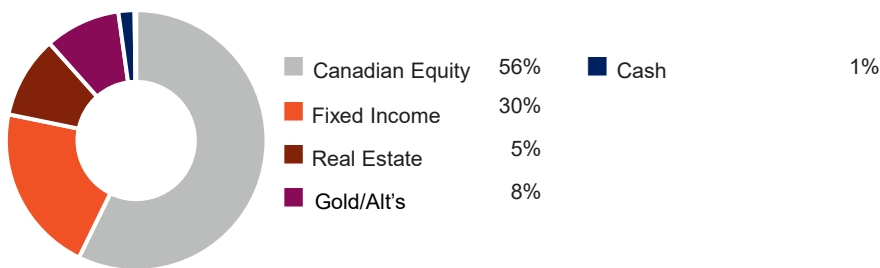 Canadian Equity 56% Cash 1%
Fixed Income 30%
Real Estate 5%
Gold/Alt’s 8%